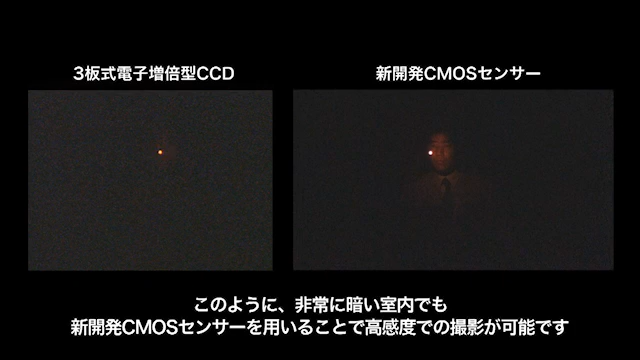 3板式電子増倍型CCD
新開発CMOSセンサー
このように、非常に暗い室内でも
新開発CMOSセンサーを用いることで高感度での撮影が可能です